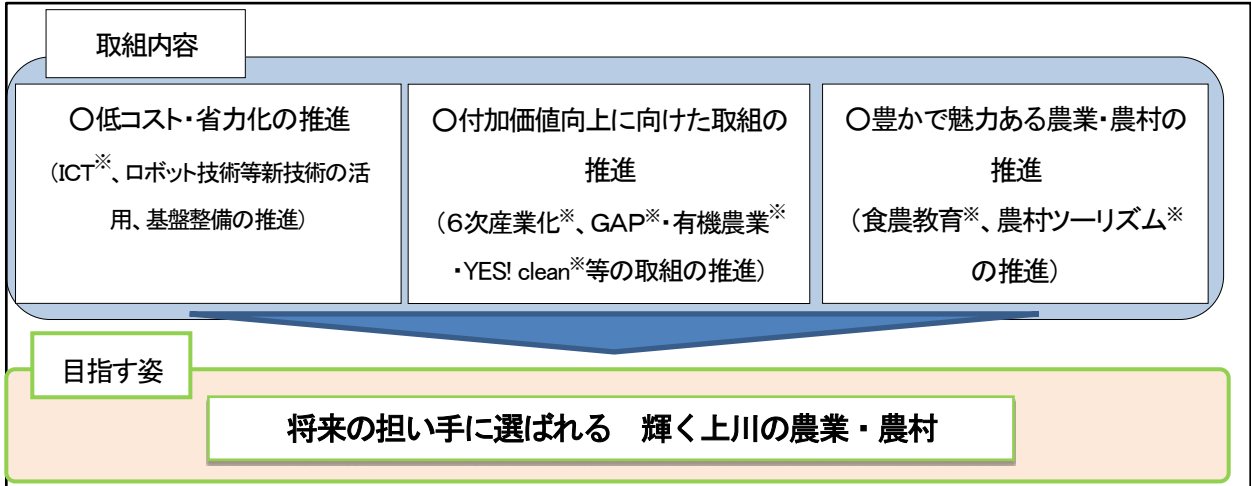 取組内容
○低コスト・省力化の推進
（ICT※、ロボット技術等新技術の活
用、基盤整備の推進）
○付加価値向上に向けた取組の
推進
（６次産業化※、GAP※・有機農業※
・YES! clean※等の取組の推進）
○豊かで魅力ある農業・農村の
推進
（食農教育※、農村ツーリズム※
の推進）
目指す姿
将来の担い手に選ばれる　輝く上川の農業・農村